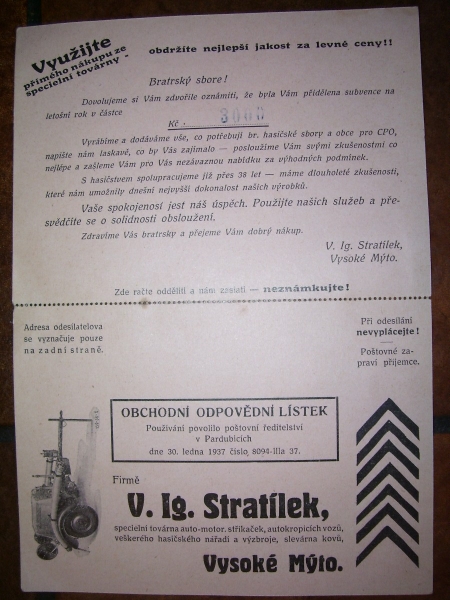 Využijte
přímého nákupu ze
specielní továrny -
obdržíte nejlepší jakost za levné ceny!!
Bratrský sbore!
Dovolujeme si Vám zdvořile oznámiti, že byla Vám přidělena subvence na
letošní rok v částce
Kč . 3000
Vyrábíme a dodáváme vše, co potřebují br. hasičské sbory a obce pro CPO,
napište nám laskavě, co by Vás zajímalo — posloužíme Vám svými zkušenostmi co
nejlépe a zašleme Vám pro Vás nezávaznou nabídku za výhodných podmínek.
S hasičstvem spolupracujeme již přes 38 let — máme dlouholeté zkušenosti,
které nám umožnily dnešní nejvyšší dokonalost našich výrobků.
Vaše spokojenost jest náš úspěch. Použijte našich služeb a pře-
svědčíte se o solidnosti obsloužení.
Zdravíme Vás bratrsky a přejeme Vám dobrý nákup.
V. Ig. Stratílek,
Vysoké Mýto.
Zde račte odděliti a nám zaslati — neznámkujte!
Adresa odesilatelova
se vyznačuje pouze
na zadní straně.
Při odesílání
nevyplácejte!
Poštovné za-
praví příjemce.
OBCHODNÍ ODPOVĚDNÍ LÍSTEK
Používání povolilo poštovní ředitelství
v Pardubicích
dne 30. ledna 1937 číslo 8094-IIIa 37.
Firmě
V. Ig. Stratílek,
specielní továrna auto-motor. stříkaček, autokropicích vozů,
veškerého hasičského nářadí a výzbroje, slevárna kovů,
Vysoké Mýto.